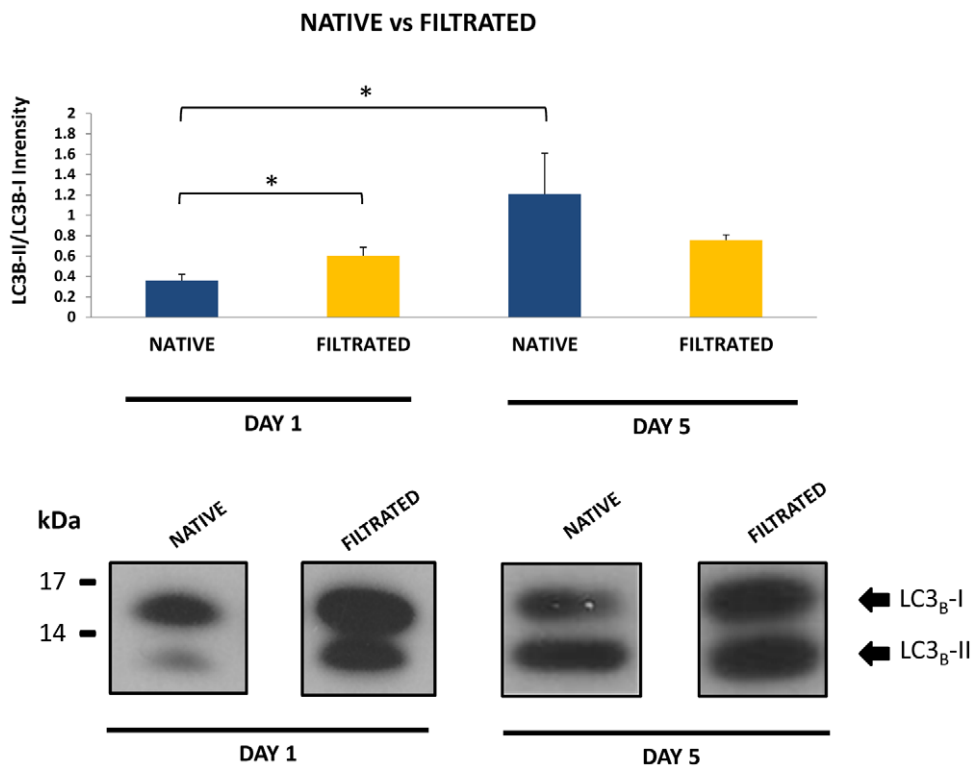 NATIVE vs FILTRATED
*
*
LC3B-II/LC3B-I Inrensity
2
1.8
1.6
1.4
1.2
1
0.8
0.6
0.4
0.2
0
NATIVE FILTRATED NATIVE FILTRATED
DAY 1 DAY 5
kDa NATIVE FILTRATED NATIVE FILTRATED
17 LC3B-I
14 LC3B-II
DAY 1 DAY 5